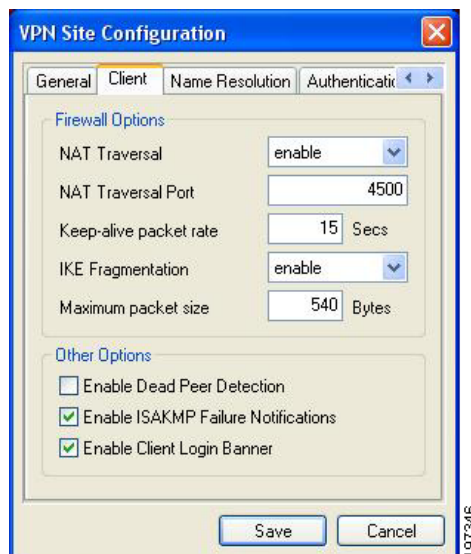 VPN Site Configuration
General Client Name Resolution Authenticatic
Firewall Options
NAT Traversal enable
NAT Traversal Port 4500
Keep-alive packet rate 15 Secs
IKE Fragmentation enable
Maximum packet size 540 Bytes
Other Options
Enable Dead Peer Detection
Enable ISAKMP Failure Notifications
Enable Client Login Banner
Save Cancel
97346